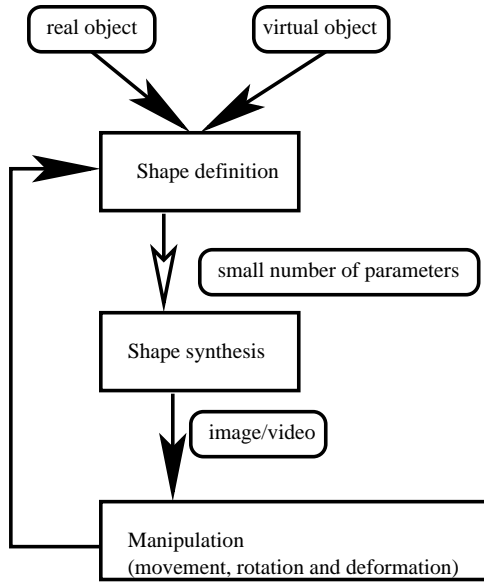 real object
virtual object
Shape definition
small number of parameters
Shape synthesis
image/video
Manipulation
(movement, rotation and deformation)